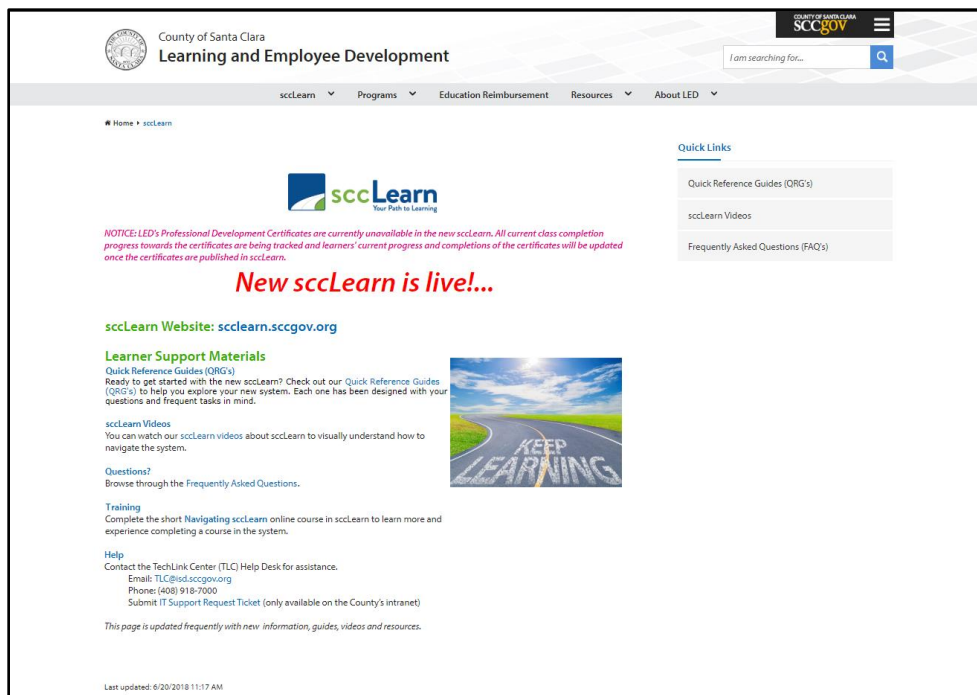 County of Santa Clara
Learning and Employee Development
COUNTY OF SANTA CLARA
sccgov
I am searching for...
sccLearn
Programs
Education Reimbursement
Resources
About LED
Home
sccLearn
Quick Links
Quick Reference Guides (QRG's)
sccLearn Videos
Frequently Asked Questions (FAQ's)
sccLearn
Your Path to Learning
NOTICE: LED's Professional Development Certificates are currently unavailable in the new sccLearn. All current class completion
progress towards the certificates are being tracked and learners' current progress and completions of the certificates will be updated
once the certificates are published in sccLearn.
New sccLearn is live!...
sccLearn Website: scclearn.sccgov.org
Learner Support Materials
Quick Reference Guides (QRG's)
Ready to get started with the new sccLearn? Check out our Quick Reference Guides
(QRG's) to help you explore your new system. Each one has been designed with your
questions and frequent tasks in mind.
sccLearn Videos
You can watch our sccLearn videos about sccLearn to visually understand how to
navigate the system.
Questions?
Browse through the Frequently Asked Questions.
Training
Complete the short Navigating sccLearn online course in sccLearn to learn more and
experience completing a course in the system.
Help
Contact the TechLink Center (TLC) Help Desk for assistance.
Email: TLC@isd.sccgov.org
Phone: (408) 918-7000
Submit IT Support Request Ticket (only available on the County's intranet)
This page is updated frequently with new information, guides, videos and resources.
KEEP
LEARNING
Last updated: 6/20/2018 11:17 AM